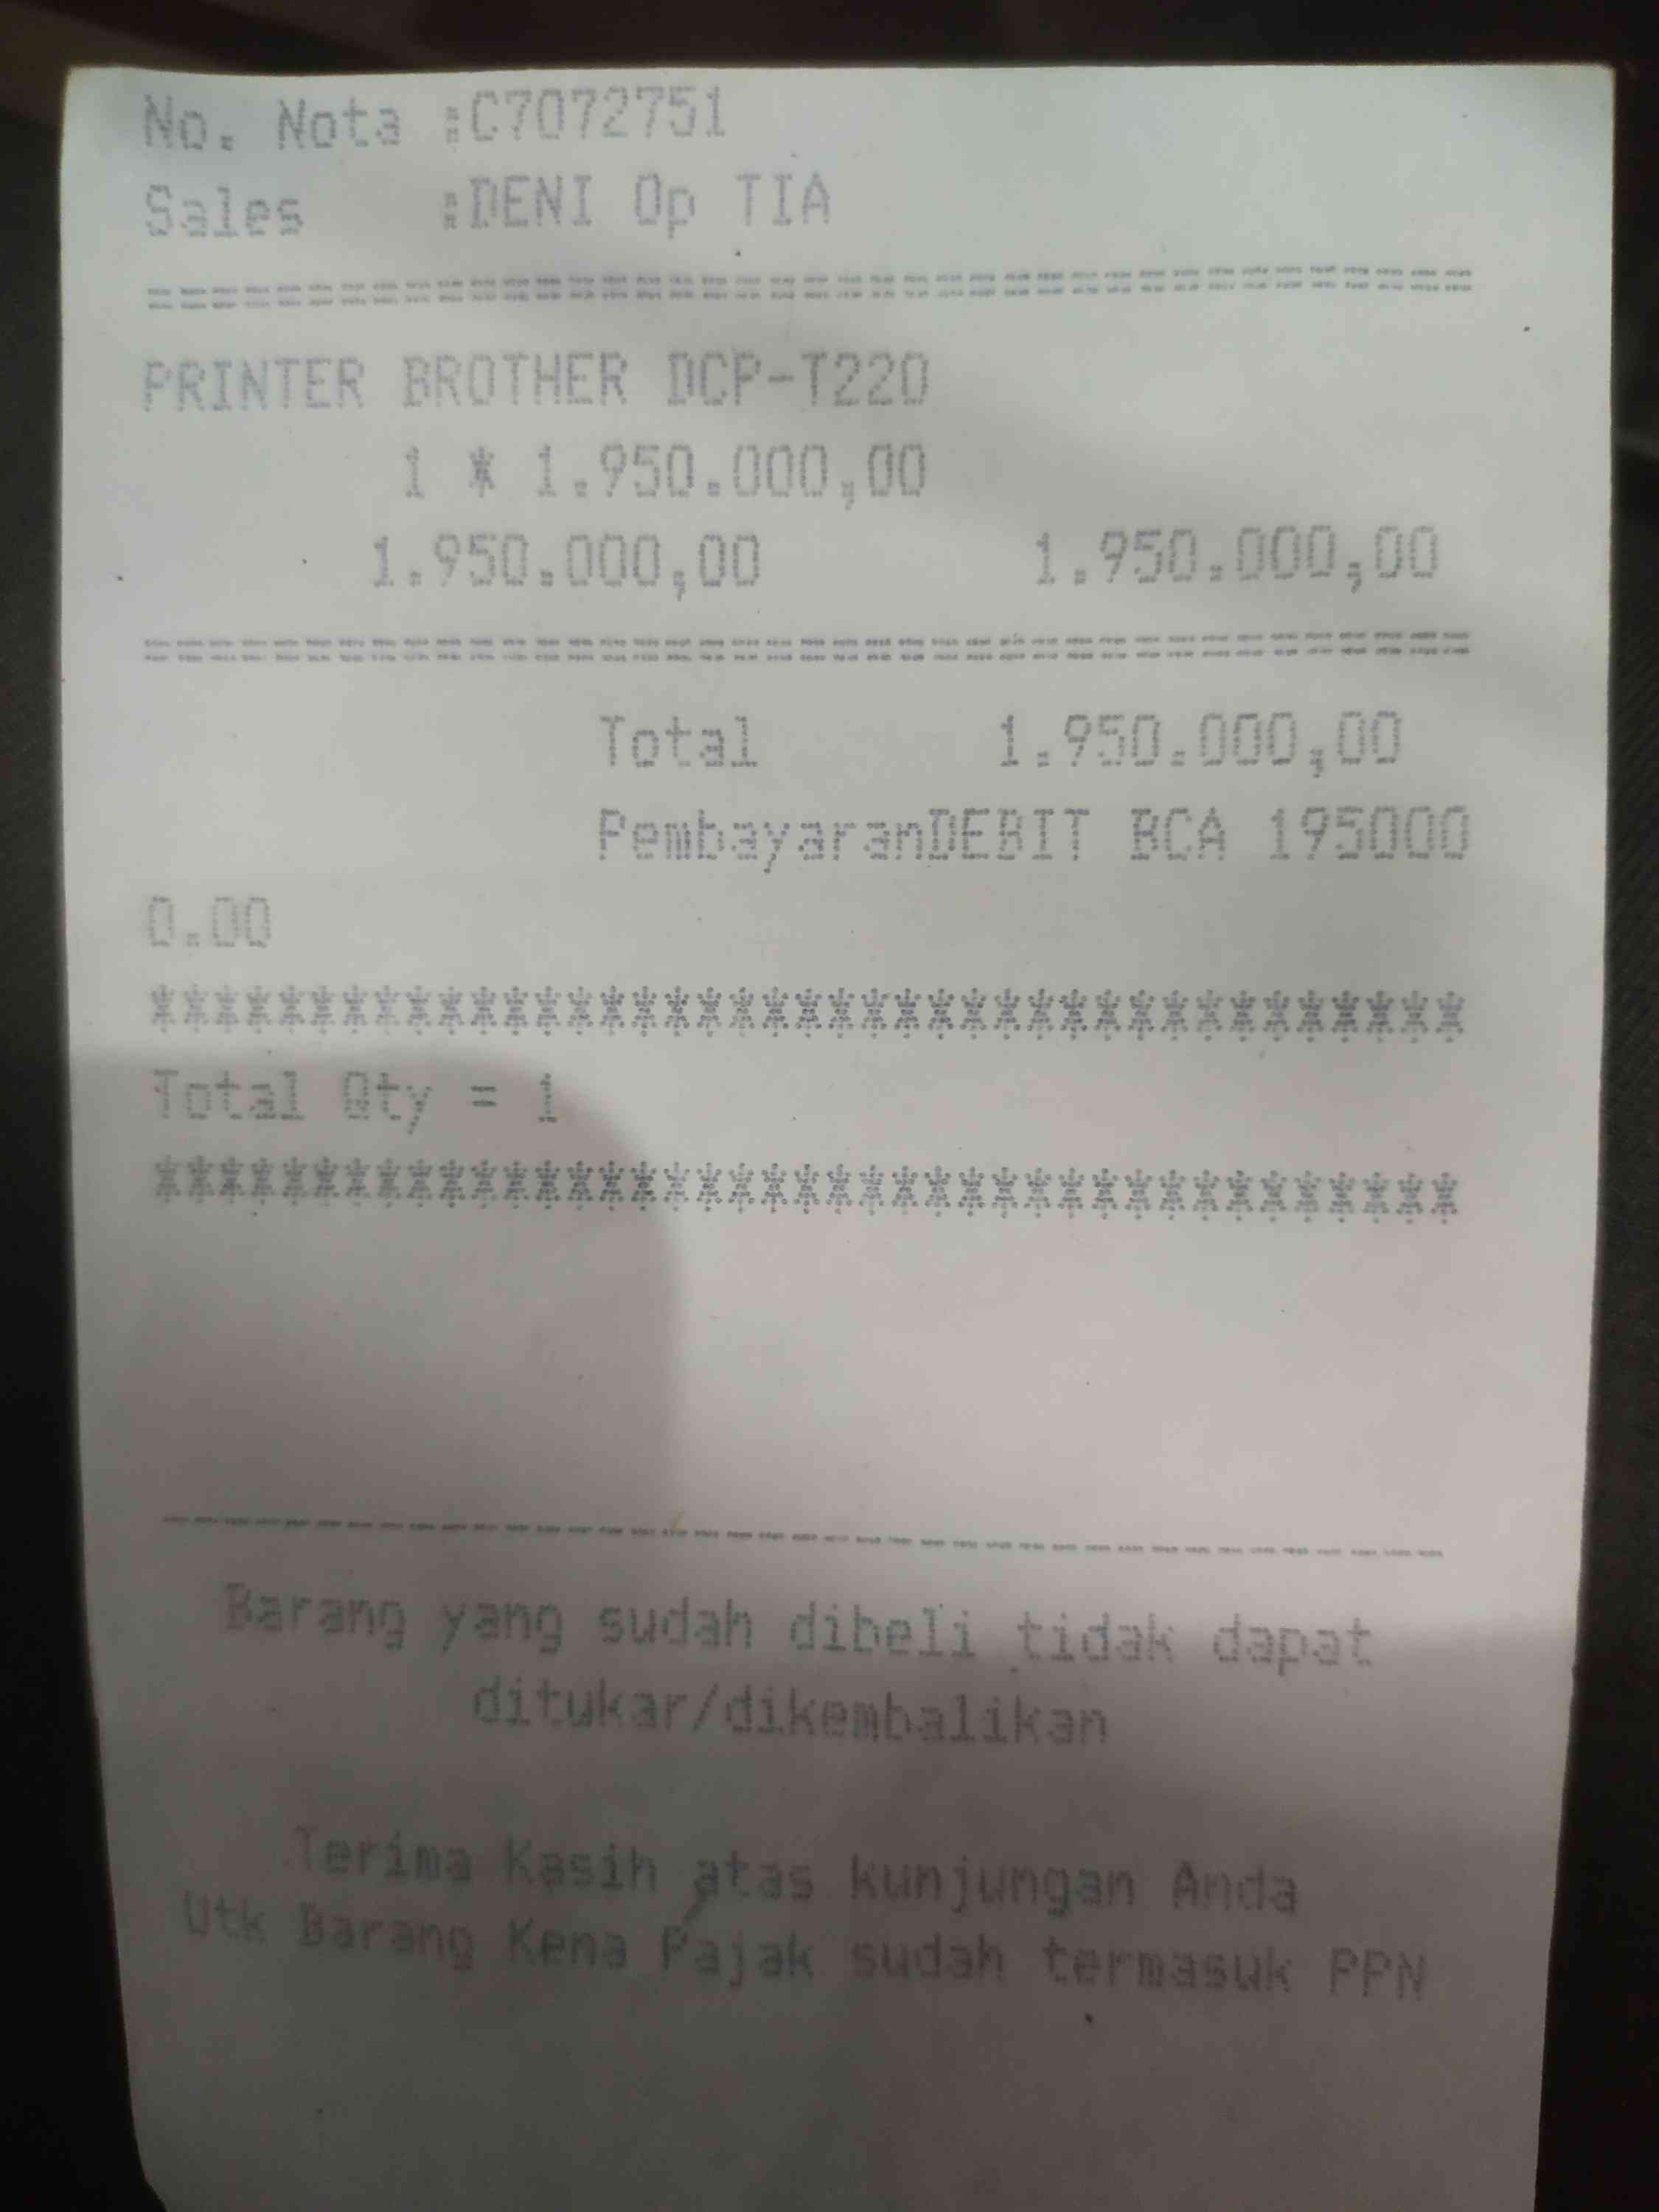 No. Nota :C7072751
Sales :DENI Op TIA
========================================
PRINTER BROTHER DCP-T220
1 * 1.950.000,00
1.950.000,00 1.950.000,00
========================================
Total 1.950.000,00
PembayaranDEBIT BCA 195000
0.00
****************************************
Total Qty = 1
****************************************
----------------------------------------
Barang yang sudah dibeli tidak dapat
ditukar/dikembalikan
Terima Kasih atas kunjungan Anda
Utk Barang Kena Pajak sudah termasuk PPN